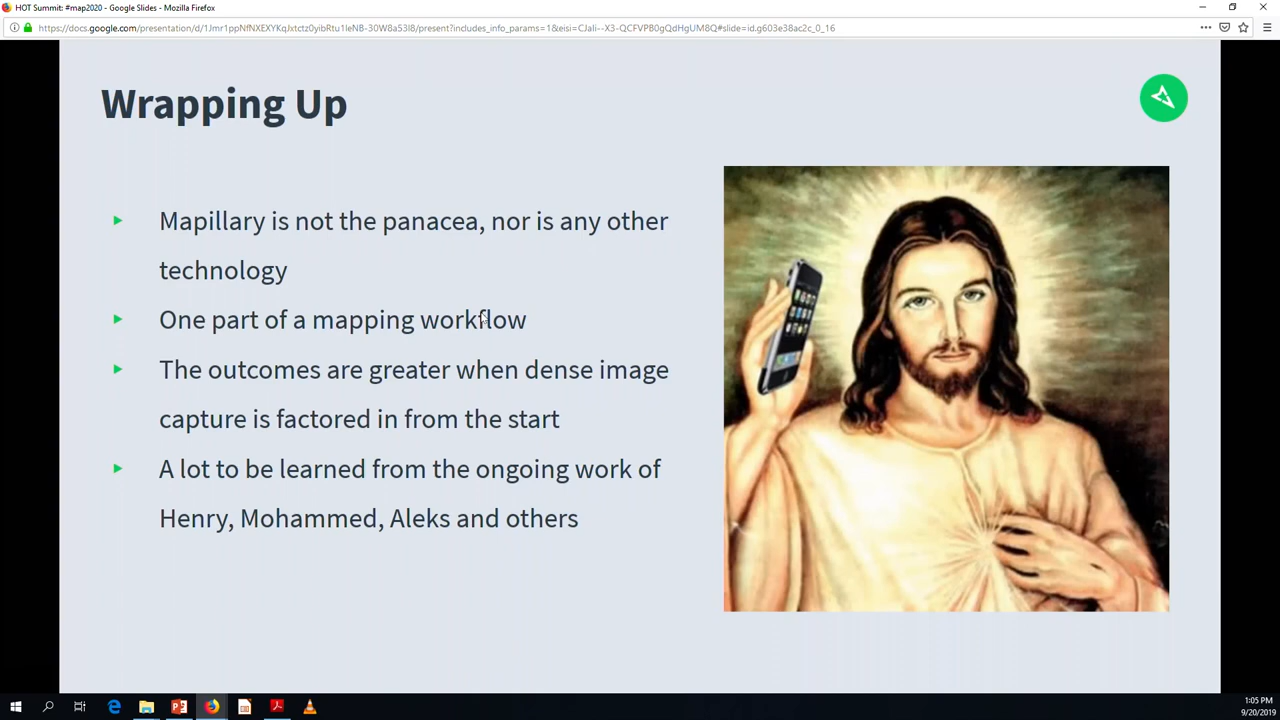 HOT Summit: #map2020 - Google Slides - Mozilla Firefox
Wrapping Up
Mapillary is not the panacea, nor is any other
technology
One part of a mapping workflow
The outcomes are greater when dense image
capture is factored in from the start
A lot to be learned from the ongoing work of
Henry, Mohammed, Aleks and others
1:05 PM
9/20/2019